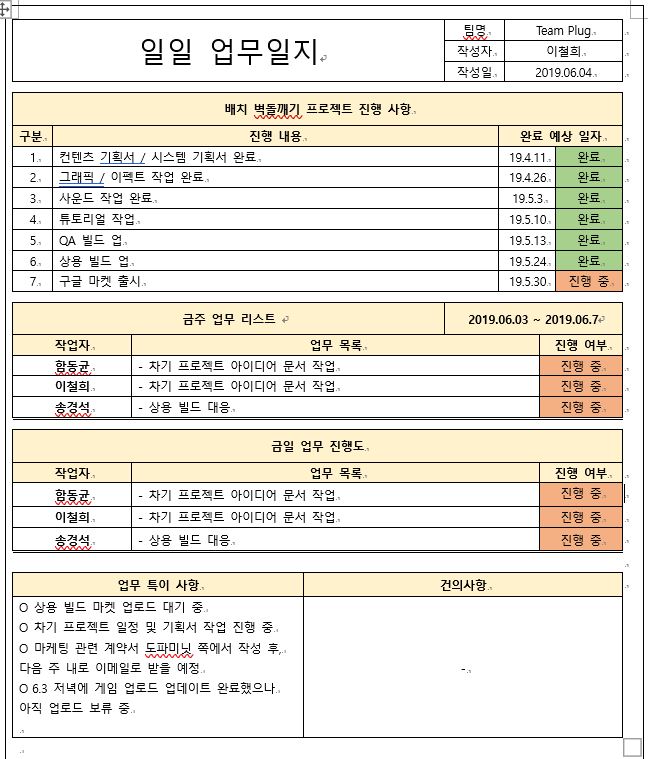 일일 업무일지
팀명 Team Plug
작성자 이철희
작성일 2019.06.04
배치 벽돌깨기 프로젝트 진행 사항
구분 진행 내용 완료 예상 일자
1. 컨텐츠 기획서 / 시스템 기획서 완료 19.4.11. 완료
2. 그래픽 / 이펙트 작업 완료 19.4.26. 완료
3. 사운드 작업 완료 19.5.3. 완료
4. 튜토리얼 작업 19.5.10. 완료
5. QA 빌드 업 19.5.13. 완료
6. 상용 빌드 업 19.5.24. 완료
7. 구글 마켓 출시 19.5.30. 진행 중
금주 업무 리스트 2019.06.03 ~ 2019.06.7
작업자 업무 목록 진행 여부
함동균 - 차기 프로젝트 아이디어 문서 작업 진행 중
이철희 - 차기 프로젝트 아이디어 문서 작업 진행 중
송경석 - 상용 빌드 대응 진행 중
금일 업무 진행도
작업자 업무 목록 진행 여부
함동균 - 차기 프로젝트 아이디어 문서 작업 진행 중
이철희 - 차기 프로젝트 아이디어 문서 작업 진행 중
송경석 - 상용 빌드 대응 진행 중
업무 특이 사항 건의사항
O 상용 빌드 마켓 업로드 대기 중
O 차기 프로젝트 일정 및 기획서 작업 진행 중
O 마케팅 관련 계약서 도파미닛 쪽에서 작성 후,
다음 주 내로 이메일로 받을 예정 -
O 6.3 저녁에 게임 업로드 업데이트 완료했으나
아직 업로드 보류 중